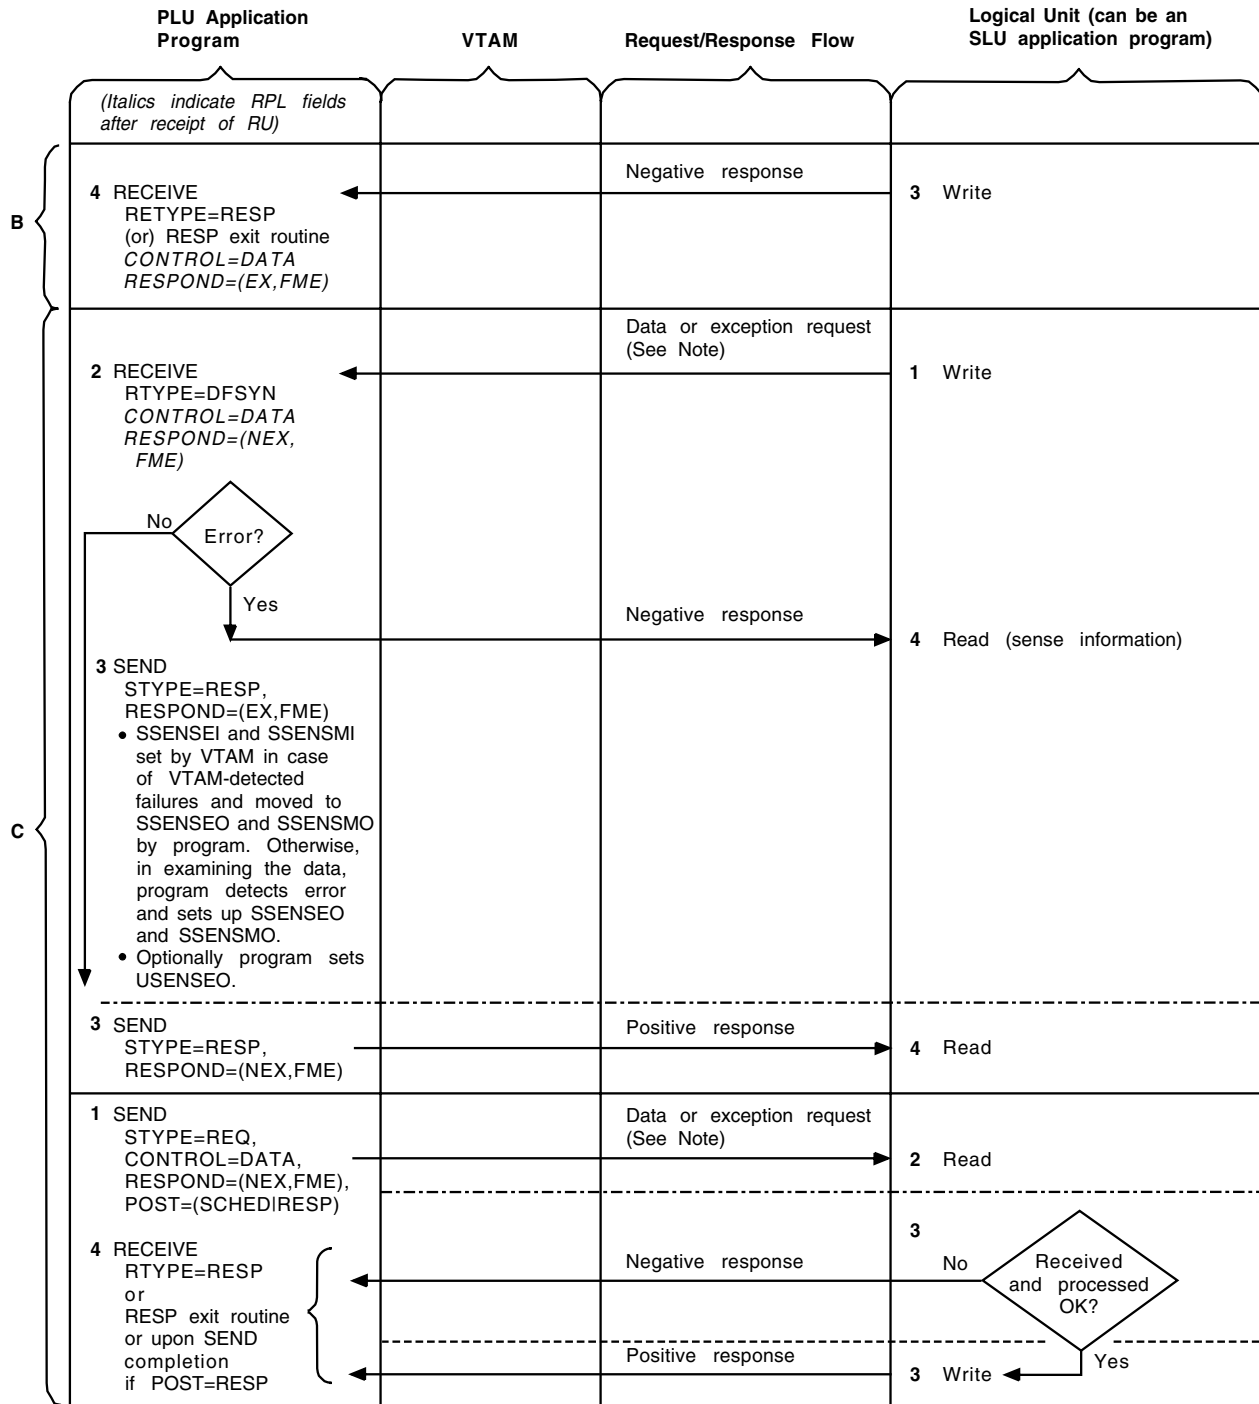 PLU Application
Program
VTAM
Request/Response Flow
Logical Unit (can be an
SLU application program)
(Italics indicate RPL fields
after receipt of RU)
B
4 RECEIVE
RETYPE=RESP
(or) RESP exit routine
CONTROL=DATA
RESPOND=(EX,FME)
Negative response
3 Write
C
Data or exception request
(See Note)
2 RECEIVE
RTYPE=DFSYN
CONTROL=DATA
RESPOND=(NEX,
FME)
1 Write
No
Error?
Yes
Negative response
4 Read (sense information)
3 SEND
STYPE=RESP,
RESPOND=(EX,FME)
• SSENSEI and SSENSMI
set by VTAM in case
of VTAM-detected
failures and moved to
SSENSEO and SSENSMO
by program. Otherwise,
in examining the data,
program detects error
and sets up SSENSEO
and SSENSMO.
• Optionally program sets
USENSEO.
3 SEND
STYPE=RESP,
RESPOND=(NEX,FME)
Positive response
4 Read
1 SEND
STYPE=REQ,
CONTROL=DATA,
RESPOND=(NEX,FME),
POST=(SCHED|RESP)
Data or exception request
(See Note)
2 Read
4 RECEIVE
RTYPE=RESP
or
RESP exit routine
or upon SEND
completion
if POST=RESP
Negative response
3
No
Received
and processed
OK?
Positive response
Yes
3 Write